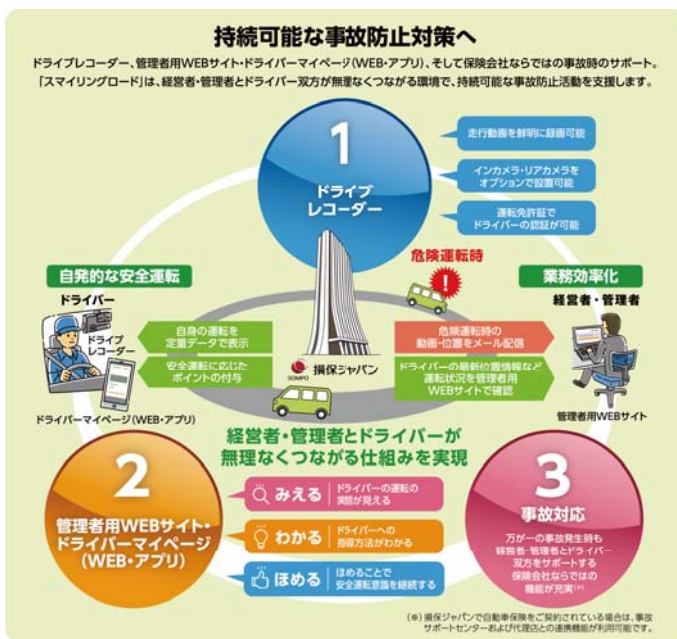 持続可能な事故防止対策へ
ドライブレコーダー、管理者用WEBサイト・ドライバーマイページ(WEB・アプリ)、そして保険会社ならではの事故時のサポート。
「スマイリングロード」は、経営者・管理者とドライバー双方が無理なくつながる環境で、持続可能な事故防止活動を支援します。
1
ドライブ
レコーダー
走行動画を鮮明に録画可能
インカメラ・リアカメラを
オプションで設置可能
運転免許証で
ドライバーの認証が可能
危険運転時
!
自発的な安全運転
ドライバー
ドライブ
レコーダー
ドライバーマイページ(WEB・アプリ)
自身の運転を
定量データで表示
安全運転に応じた
ポイントの付与
SOMPO
損保ジャパン
業務効率化
経営者・管理者
危険運転時の
動画・位置をメール配信
ドライバーの最新位置情報など
運転状況を管理者用
WEBサイトで確認
管理者用WEBサイト
経営者・管理者とドライバーが
無理なくつながる仕組みを実現
2
管理者用WEBサイト・
ドライバーマイページ
(WEB・アプリ)
みえる
ドライバーの運転の
実態が見える
わかる
ドライバーへの
指導方法がわかる
ほめる
ほめることで
安全運転意識を継続する
3
事故対応
万が一の事故発生時も
経営者・管理者とドライバー
双方をサポートする
保険会社ならではの
機能が充実(※)
(※)損保ジャパンで自動車保険をご契約されている場合は、事故
サポートセンターおよび代理店との連携機能が利用可能です。